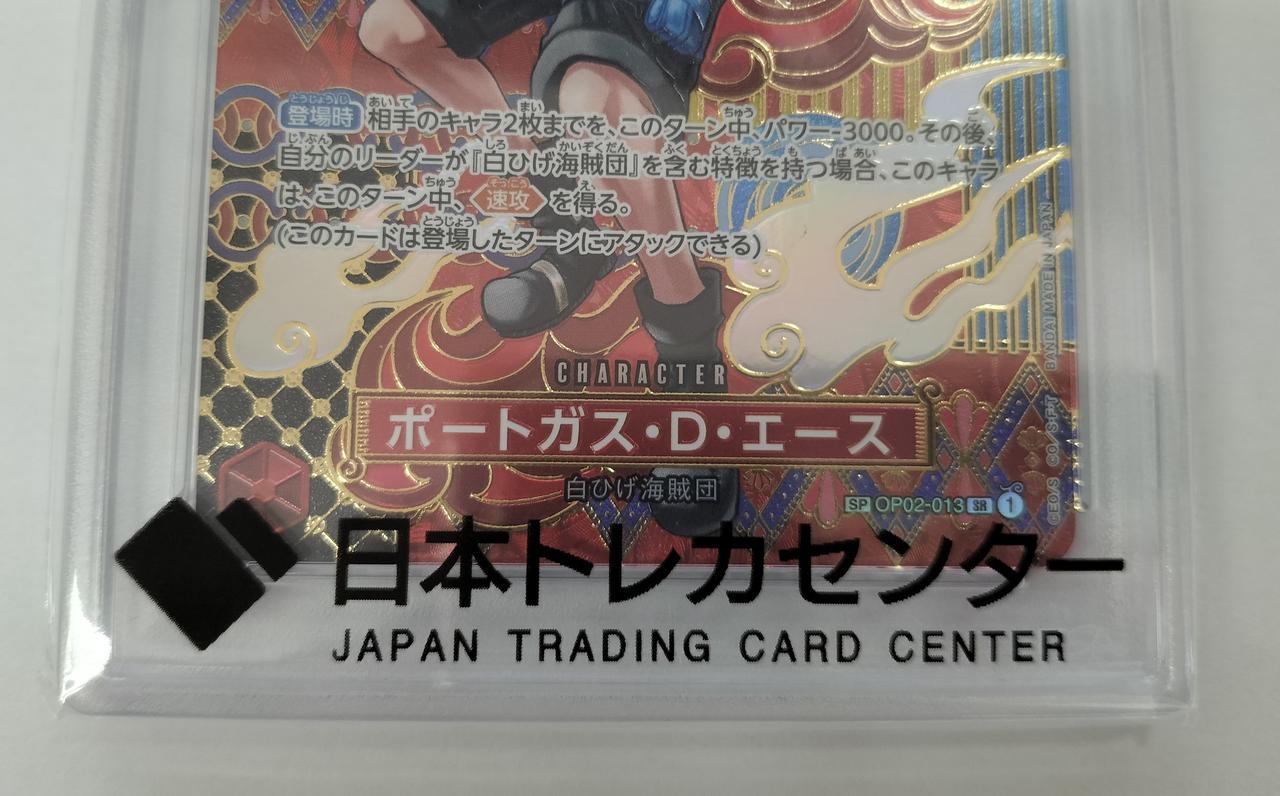 登場時 相手のキャラ2枚までを、このターン中、パワー-3000。その後、
自分のリーダーが『白ひげ海賊団』を含む特徴を持つ場合、このキャラ
は、このターン中、速攻を得る。
(このカードは登場したターンにアタックできる)
CHARACTER
ポートガス・D・エース
白ひげ海賊団
SP OP02-013 SR 1
BANDAI MADE IN JAPAN
日本トレカセンター
JAPAN TRADING CARD CENTER